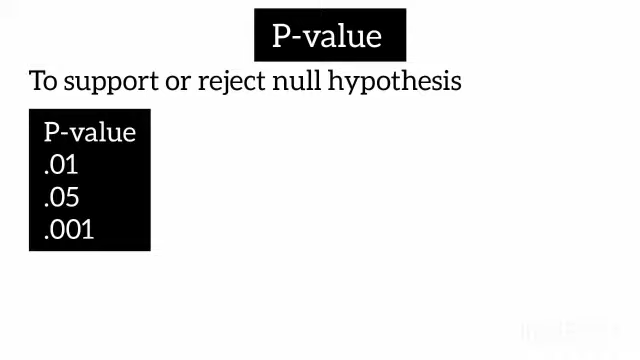 P-value
To support or reject null hypothesis
P-value
.01
.05
.001